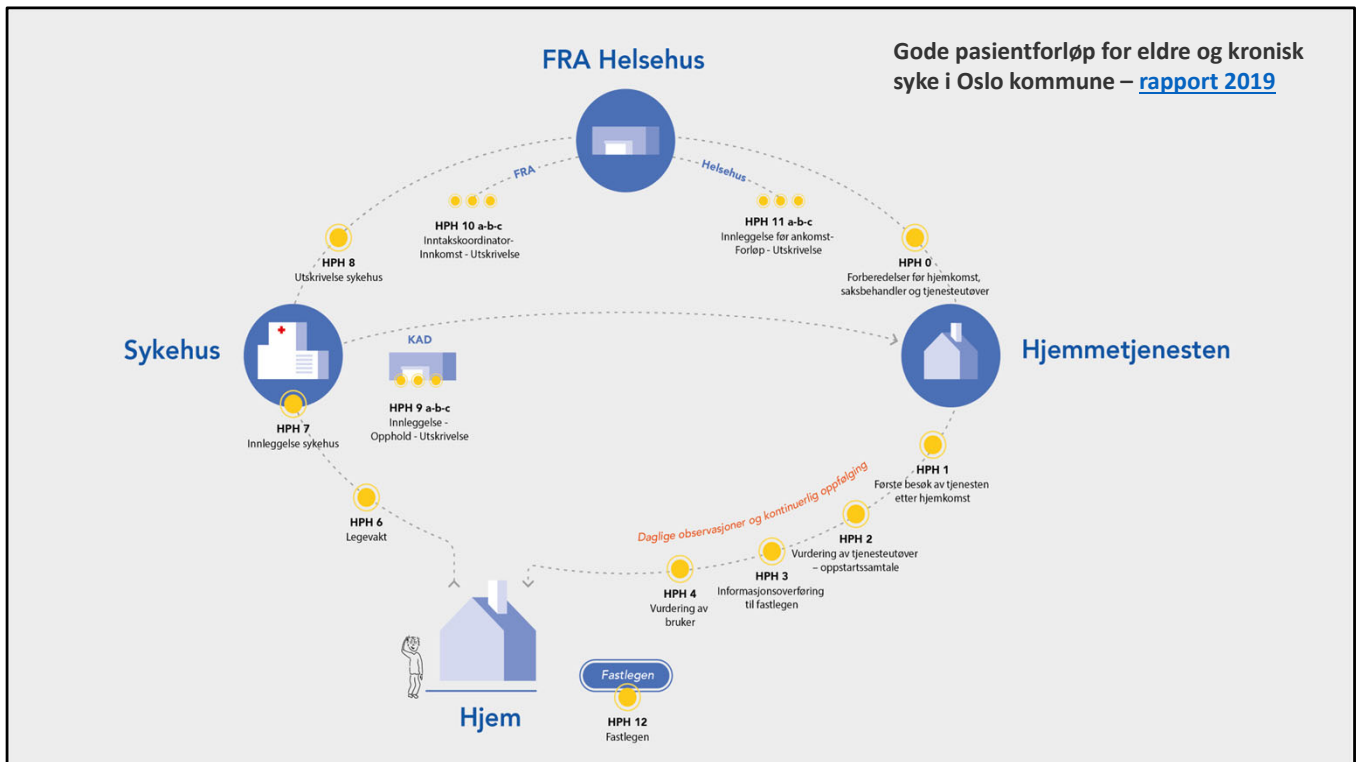 Gode pasientforløp for eldre og kronisk
syke i Oslo kommune – rapport 2019
FRA Helsehus
FRA
Helsehus
HPH 10 a-b-c
Inntakskoordinator-
Innkomst - Utskrivelse
HPH 11 a-b-c
Innleggelse før ankomst-
Forløp - Utskrivelse
HPH 8
Utskrivelse sykehus
HPH 0
Forberedelser før hjemkomst,
saksbehandler og tjenesteutøver
Sykehus
KAD
Hjemmetjenesten
HPH 9 a-b-c
Innleggelse -
Opphold - Utskrivelse
HPH 7
Innleggelse sykehus
HPH 1
Første besøk av tjenesten
etter hjemkomst
Daglige observasjoner og kontinuerlig oppfølging
HPH 6
Legevakt
HPH 2
Vurdering av tjenesteutøver
– oppstartssamtale
HPH 3
Informasjonsoverføring
til fastlegen
HPH 4
Vurdering av
bruker
Fastlegen
HPH 12
Fastlegen
Hjem